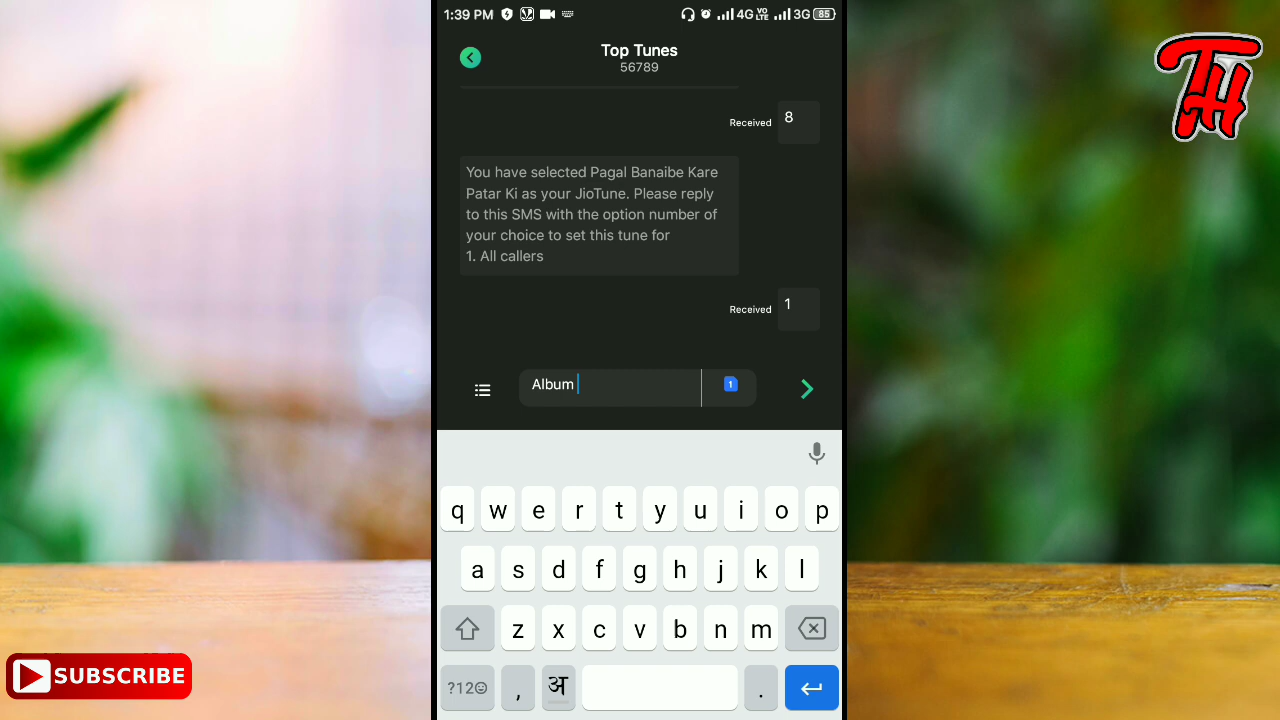 1:39 PM 4G VO LTE 3G 85
Top Tunes
56789
TH
Received 8
You have selected Pagal Banaibe Kare
Patar Ki as your JioTune. Please reply
to this SMS with the option number of
your choice to set this tune for
1. All callers
Received 1
Album 1
q w e r t y u i o p
a s d f g h j k l
z x c v b n m
?12 , अ .
SUBSCRIBE